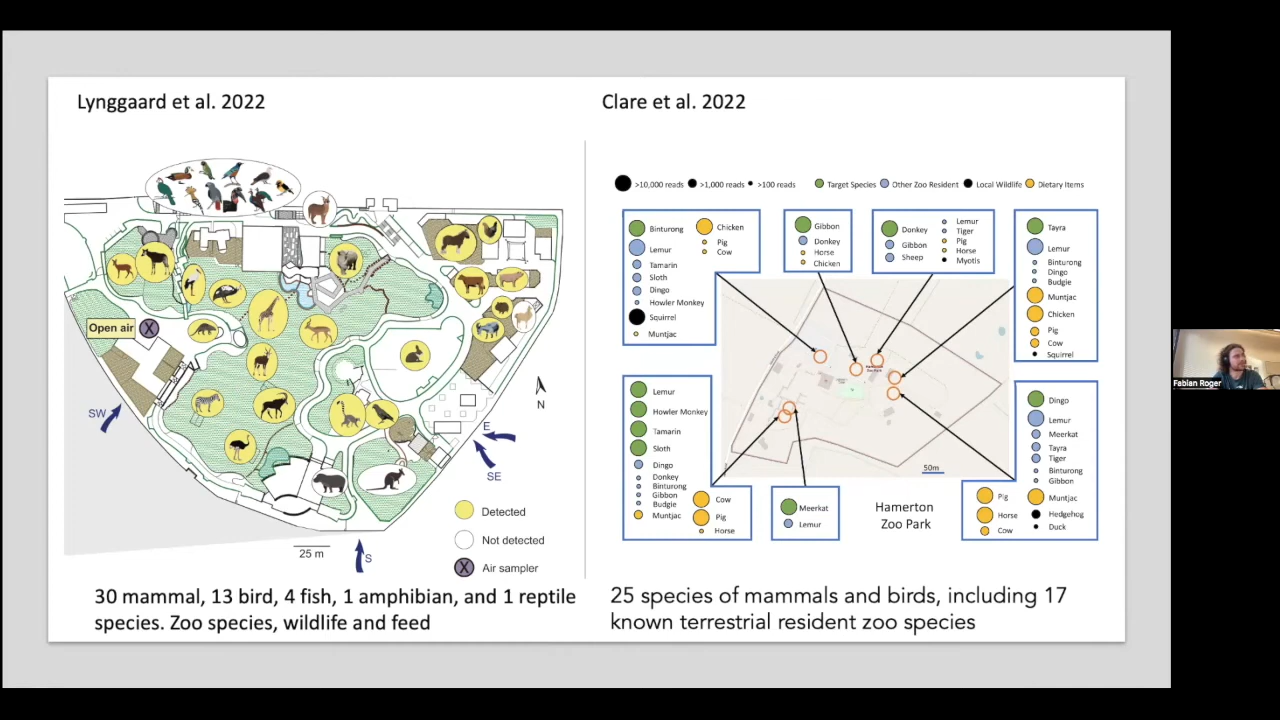 Lynggaard et al. 2022
Open air
X
SW
N
E
SE
S
25 m
Detected
Not detected
X
Air sampler
30 mammal, 13 bird, 4 fish, 1 amphibian, and 1 reptile
species. Zoo species, wildlife and feed
Clare et al. 2022
>10,000 reads >1,000 reads >100 reads Target Species Other Zoo Resident Local Wildlife Dietary Items
Binturong
Lemur
Tamarin
Sloth
Dingo
Howler Monkey
Squirrel
Muntjac
Chicken
Pig
Cow
Gibbon
Donkey
Horse
Chicken
Donkey
Gibbon
Sheep
Lemur
Tiger
Pig
Horse
Myotis
Tayra
Lemur
Binturong
Dingo
Budgie
Muntjac
Chicken
Pig
Cow
Squirrel
Lemur
Howler Monkey
Tamarin
Sloth
Dingo
Donkey
Binturong
Gibbon
Budgie
Muntjac
Cow
Pig
Horse
Meerkat
Lemur
Hamerton
Zoo Park
50m
Dingo
Lemur
Meerkat
Tayra
Tiger
Binturong
Gibbon
Muntjac
Hedgehog
Duck
Pig
Horse
Cow
25 species of mammals and birds, including 17
known terrestrial resident zoo species
Fabian Roger